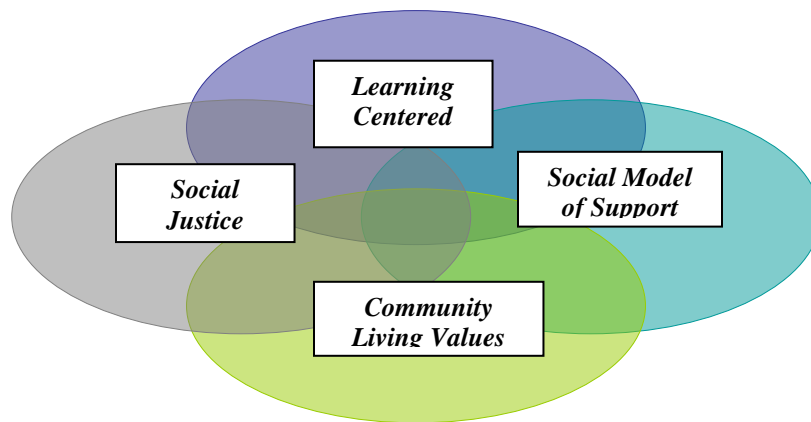 Learning
Centered
Social
Justice
Social Model
of Support
Community
Living Values